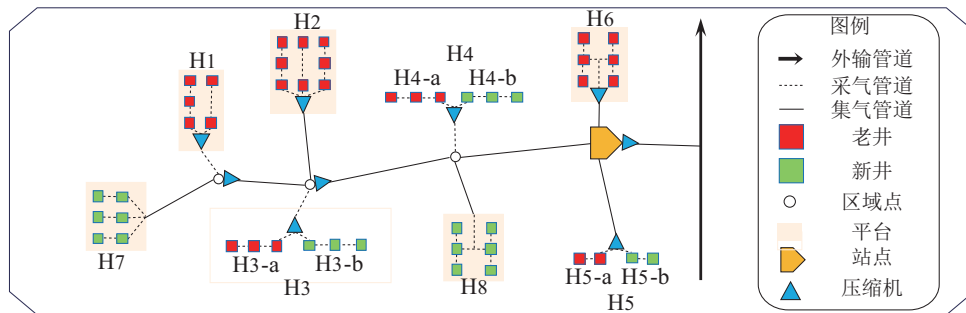 H1
H2
H4
H4-a
H4-b
H6
H7
H3-a
H3-b
H3
H8
H5-a
H5-b
H5
图例
外输管道
采气管道
集气管道
老井
新井
区域点
平台
站点
压缩机